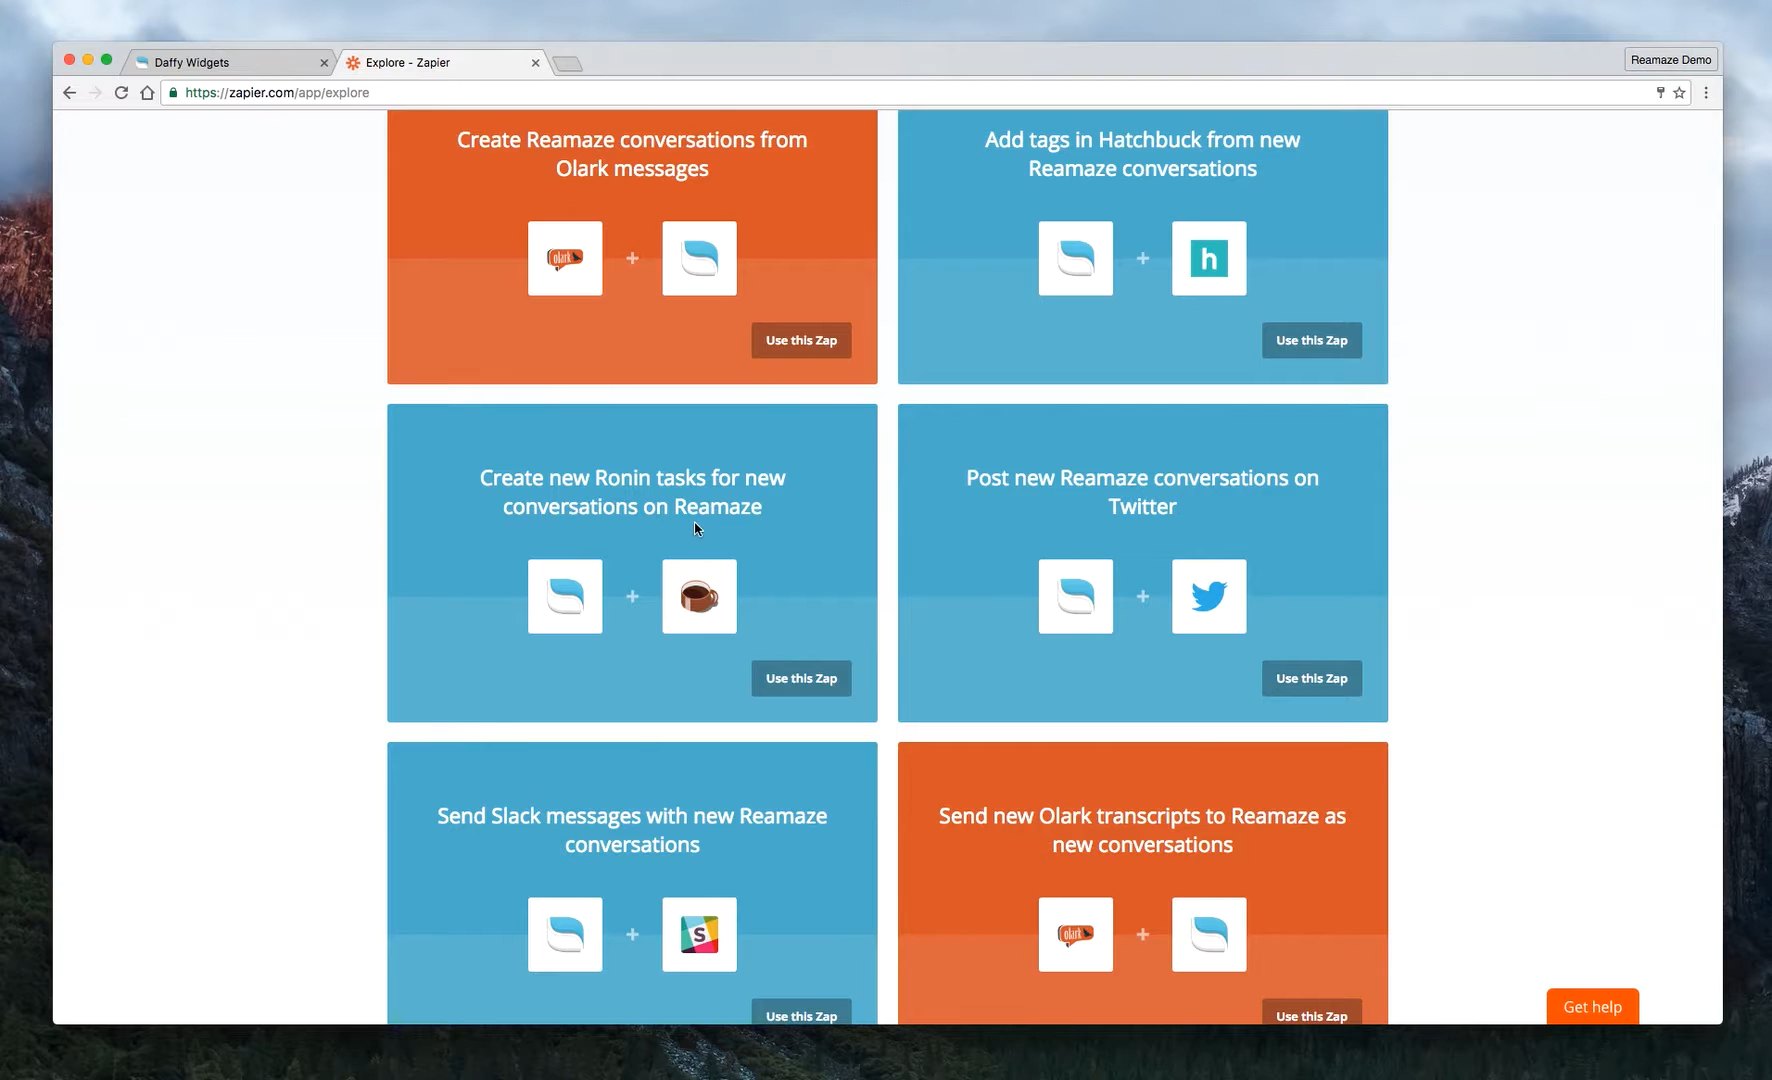 Daffy Widgets
Explore - Zapier
Reamaze Demo
https://zapier.com/app/explore
Create Reamaze conversations from
Olark messages
olark
+
Use this Zap
Add tags in Hatchbuck from new
Reamaze conversations
+
h
Use this Zap
Create new Ronin tasks for new
conversations on Reamaze
+
Use this Zap
Post new Reamaze conversations on
Twitter
+
Use this Zap
Send Slack messages with new Reamaze
conversations
+
S
Use this Zap
Send new Olark transcripts to Reamaze as
new conversations
olark
+
Use this Zap
Get help